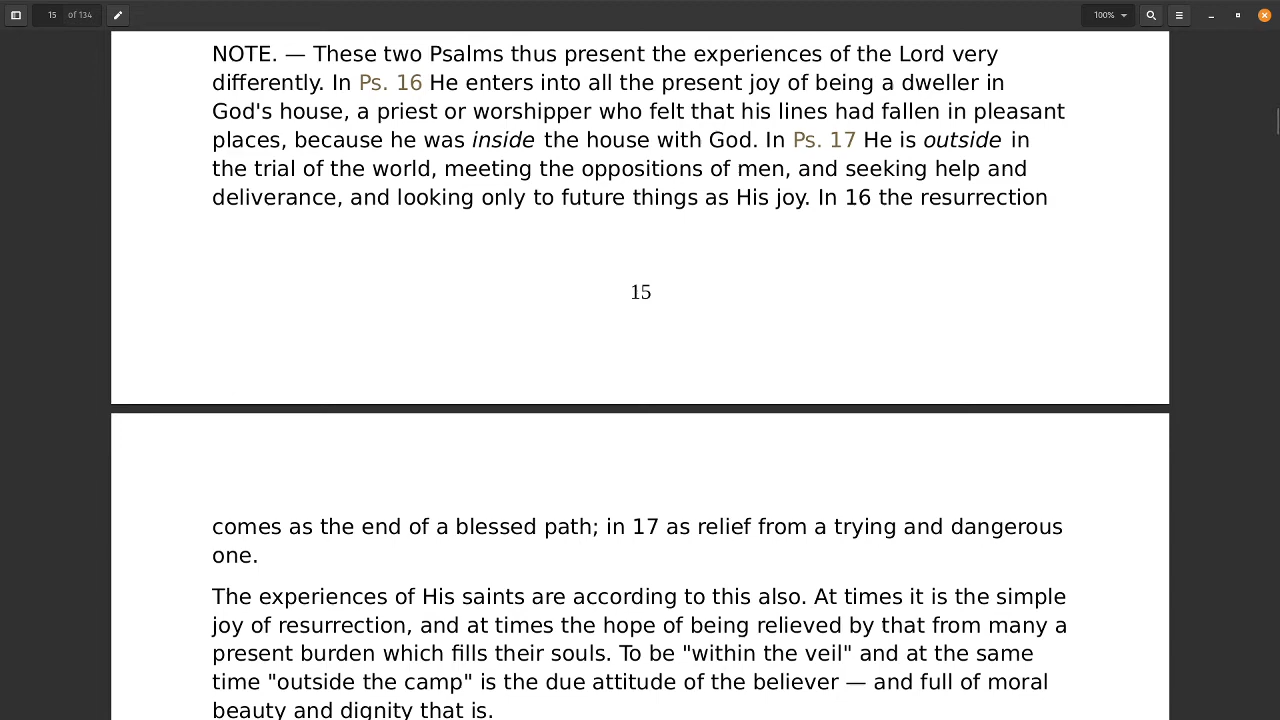 15 of 134
100%
NOTE. — These two Psalms thus present the experiences of the Lord very
differently. In Ps. 16 He enters into all the present joy of being a dweller in
God's house, a priest or worshipper who felt that his lines had fallen in pleasant
places, because he was inside the house with God. In Ps. 17 He is outside in
the trial of the world, meeting the oppositions of men, and seeking help and
deliverance, and looking only to future things as His joy. In 16 the resurrection
15
comes as the end of a blessed path; in 17 as relief from a trying and dangerous
one.
The experiences of His saints are according to this also. At times it is the simple
joy of resurrection, and at times the hope of being relieved by that from many a
present burden which fills their souls. To be "within the veil" and at the same
time "outside the camp" is the due attitude of the believer — and full of moral
beauty and dignity that is.